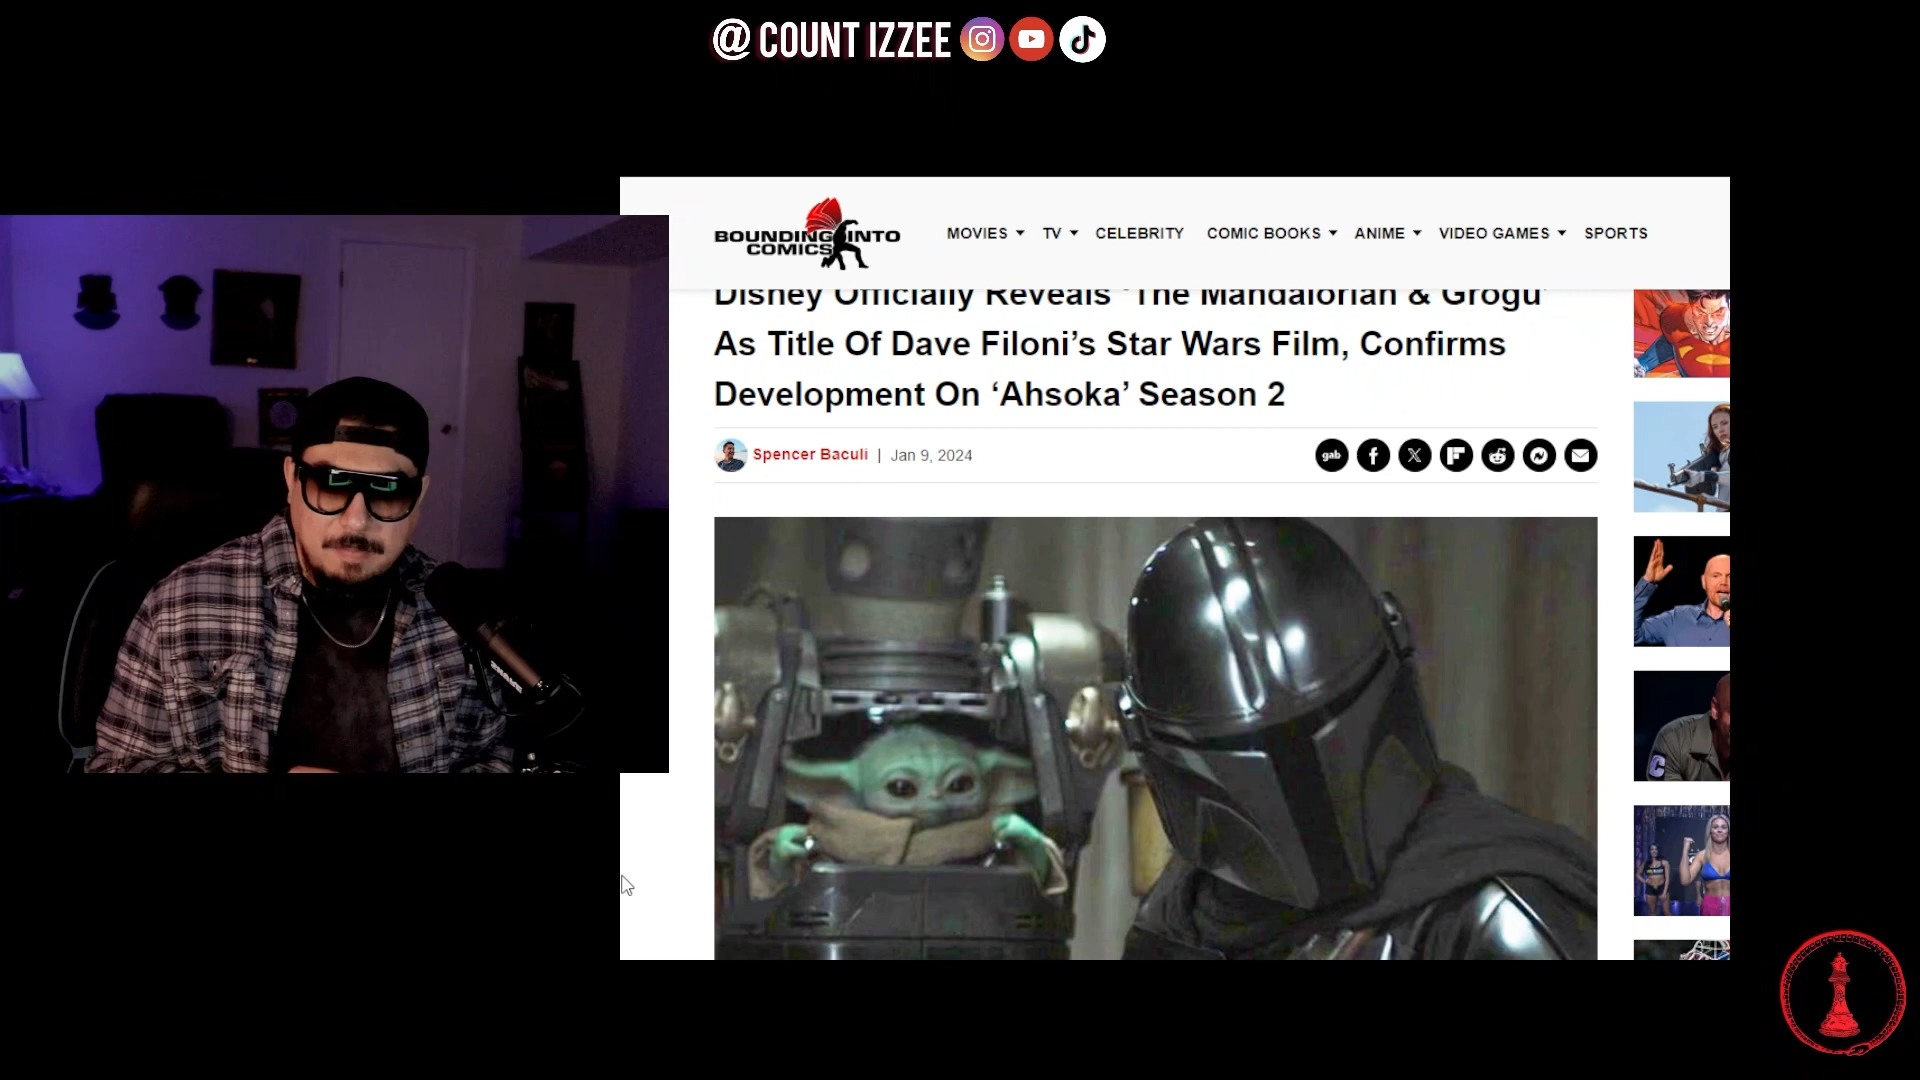 @ COUNT IZZEE
BOUNDING INTO
COMICS
MOVIES
TV
CELEBRITY
COMIC BOOKS
ANIME
VIDEO GAMES
SPORTS
Disney Officially Reveals ‘The Mandalorian & Grogu’
As Title Of Dave Filoni’s Star Wars Film, Confirms
Development On ‘Ahsoka’ Season 2
Spencer Baculi | Jan 9, 2024
gab